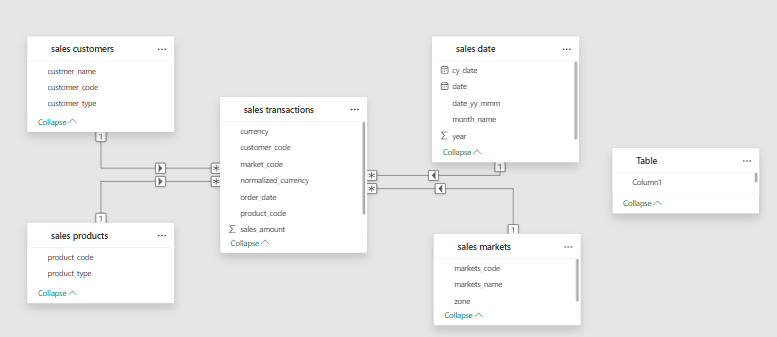 sales customers
custmer_name
customer_code
customer_type
Collapse
1
sales products
product_code
product_type
Collapse
1
sales transactions
currency
customer_code
market_code
normalized_currency
order_date
product_code
sales_amount
Collapse
*
*
*
*
sales date
cy_date
date
date_yy_mmm
month_name
year
Collapse
1
sales markets
markets_code
markets_name
zone
Collapse
1
Table
Column1
Collapse